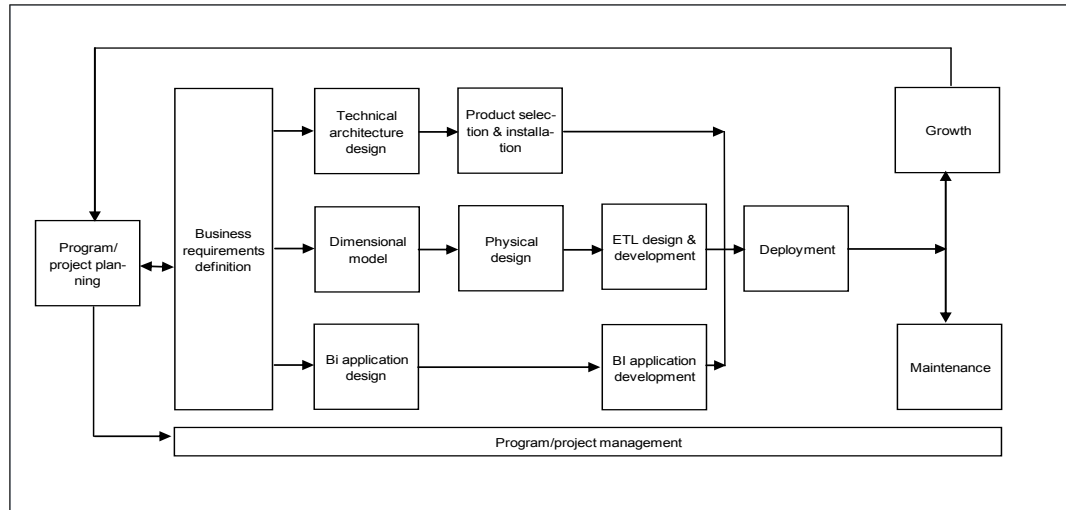 Technical
architecture
design
Product selec-
tion & installa-
tion
Growth
Program/
project plan-
ning
Business
requirements
definition
Dimensional
model
Physical
design
ETL design &
development
Deployment
Bi application
design
BI application
development
Maintenance
Program/project management